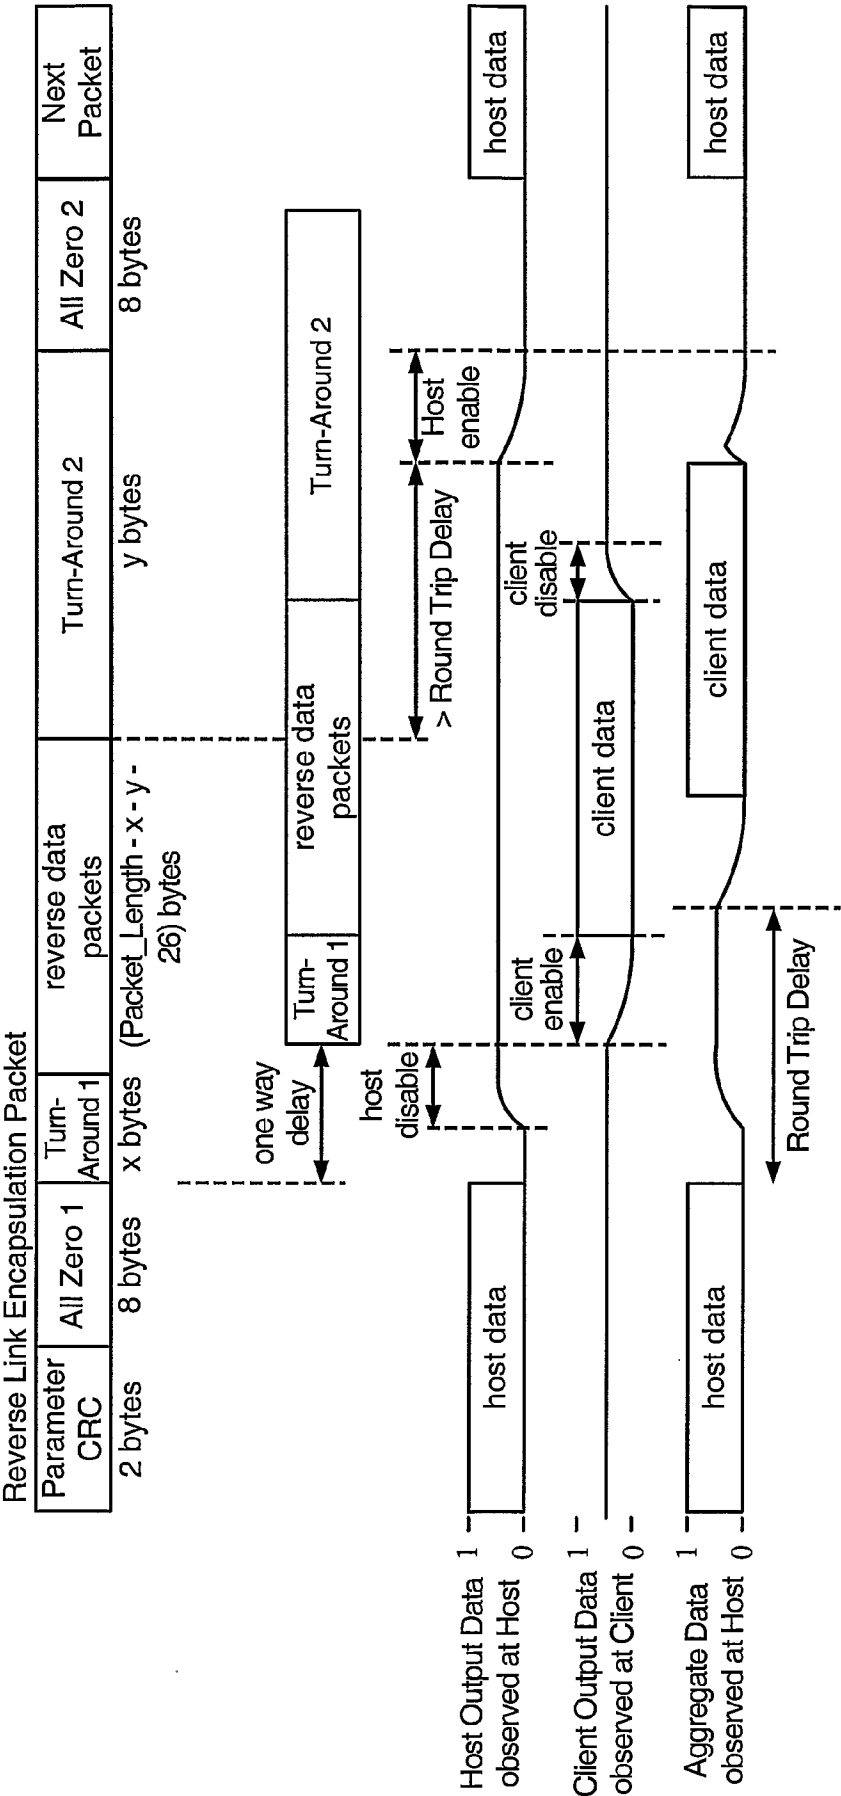 Reverse Link Encapsulation Packet
Parameter
CRC
All Zero 1
Turn-
Around 1
reverse data
packets
Turn-Around 2
All Zero 2
Next
Packet
2 bytes
8 bytes
x bytes
(Packet_Length - x - y -
26) bytes
y bytes
8 bytes
one way
delay
Turn-
Around 1
reverse data
packets
Turn-Around 2
host
disable
> Round Trip Delay
Host
enable
Host Output Data
observed at Host
1
0
host data
host data
client
enable
client
disable
Client Output Data
observed at Client
1
0
client data
Aggregate Data
observed at Host
1
0
host data
client data
host data
Round Trip Delay